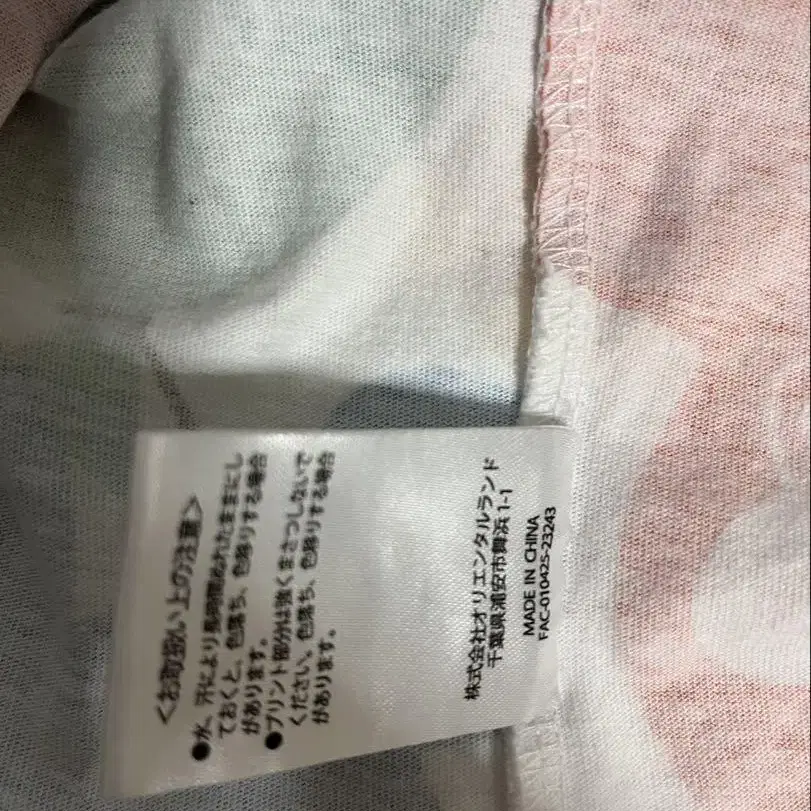 ＜お取扱い上の注意＞
●水、汗により長時間ぬれたままにし
ておくと、色落ち、色移りする場合
があります。
●プリント部分は強くまさつしないで
ください。色落ち、色移りする場合
があります。
株式会社オリエンタルランド
千葉県浦安市舞浜1-1
MADE IN CHINA
FAC-010425-23243